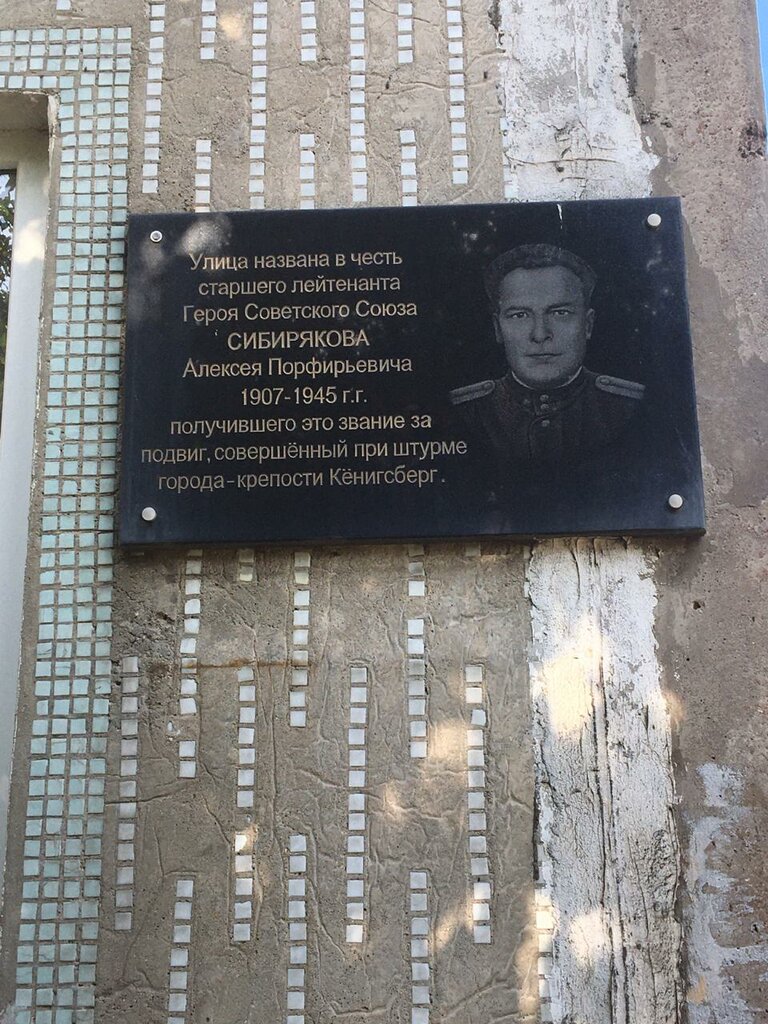 Улица названа в честь
старшего лейтенанта
Героя Советского Союза
СИБИРЯКОВА
Алексея Порфирьевича
1907-1945 г.г.
получившего это звание за
подвиг, совершённый при штурме
города-крепости Кёнигсберг.